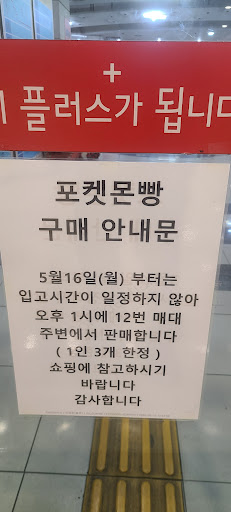 +
플러스가 됩니다
포켓몬빵
구매 안내문
5월16일(월) 부터는
입고시간이 일정하지 않아
오후 1시에 12번 매대
주변에서 판매합니다
( 1인 3개 한정 )
쇼핑에 참고하시기
바랍니다
감사합니다